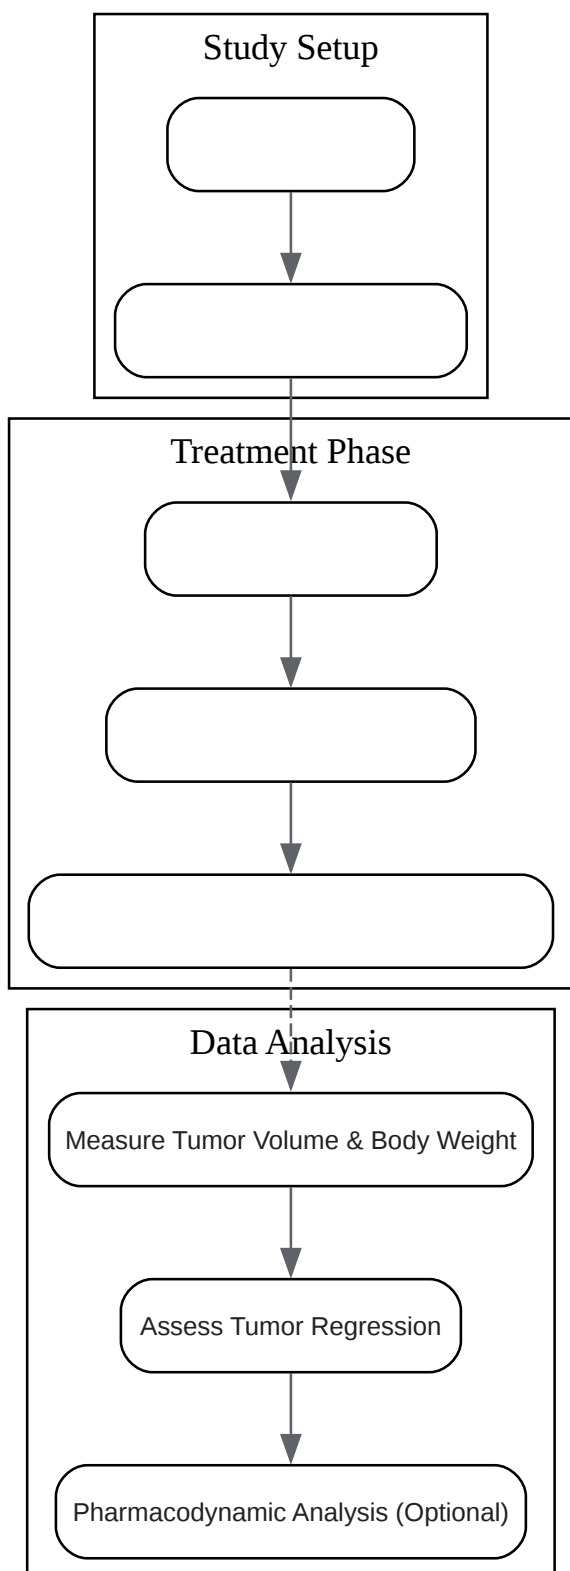 Study Setup
Treatment Phase
Data Analysis
Measure Tumor Volume & Body Weight
Assess Tumor Regression
Pharmacodynamic Analysis (Optional)